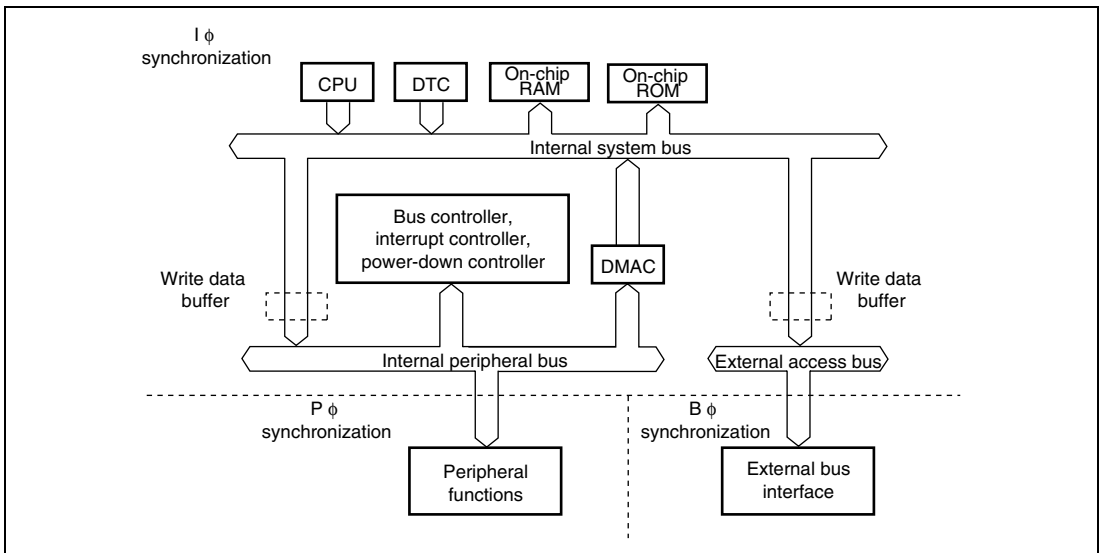 I ϕ
synchronization
CPU
DTC
On-chip
RAM
On-chip
ROM
Internal system bus
Bus controller,
interrupt controller,
power-down controller
DMAC
Write data
buffer
Write data
buffer
Internal peripheral bus
External access bus
P ϕ
synchronization
B ϕ
synchronization
Peripheral
functions
External bus
interface